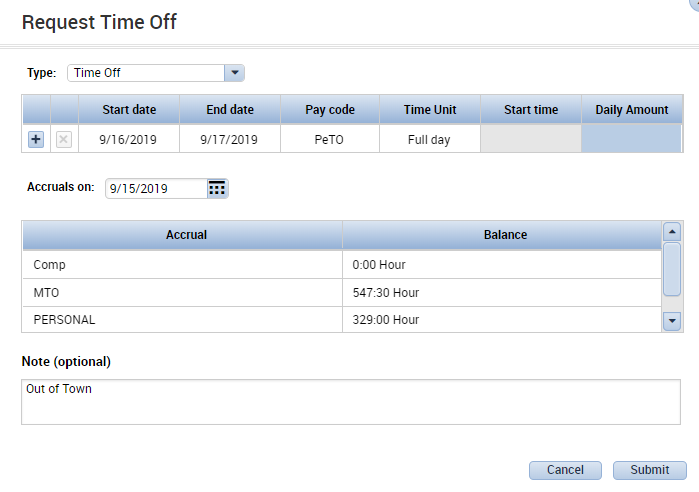 Request Time Off
Type: Time Off
Start date End date Pay code Time Unit Start time Daily Amount
9/16/2019 9/17/2019 PeTO Full day
Accruals on: 9/15/2019
Accrual Balance
Comp 0:00 Hour
MTO 547:30 Hour
PERSONAL 329:00 Hour
Note (optional)
Out of Town
Cancel Submit